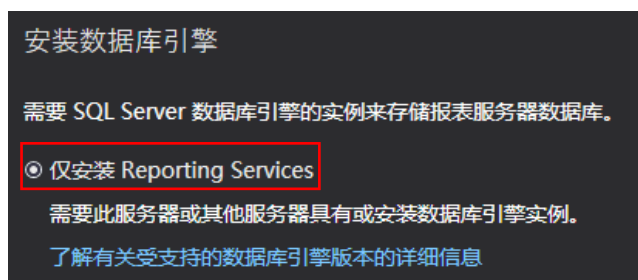 安装数据库引擎
需要 SQL Server 数据库引擎的实例来存储报表服务器数据库。
仅安装 Reporting Services
需要此服务器或其他服务器具有或安装数据库引擎实例。
了解有关受支持的数据库引擎版本的详细信息